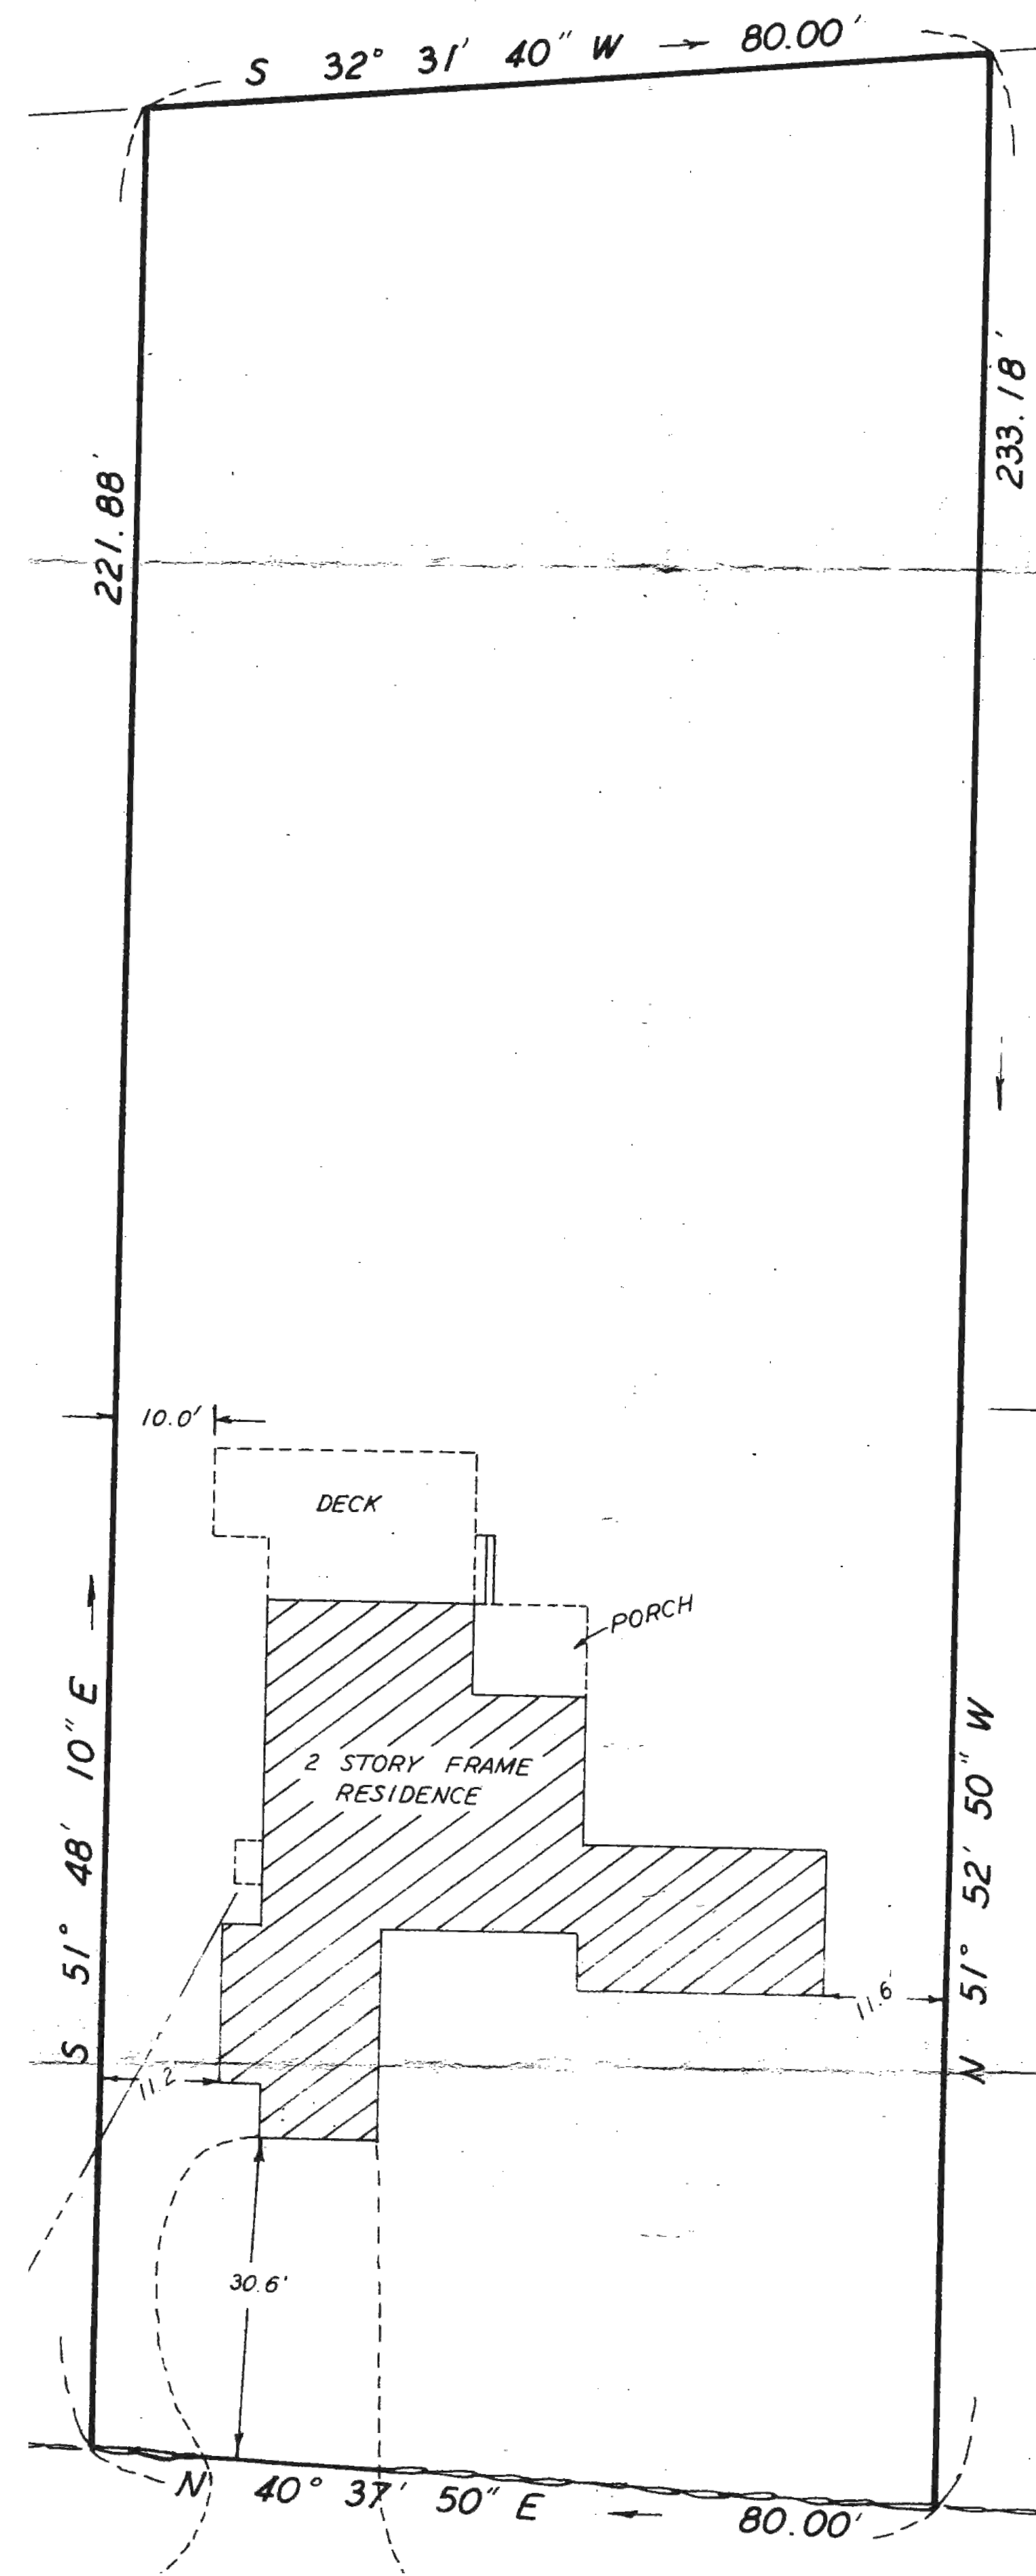 S 32° 31' 40" W → 80.00'
221.88'
233.18'
10.0'
DECK
PORCH
2 STORY FRAME
RESIDENCE
S 51° 48' 10" E
N 51° 52' 50" W
11.6
11.2
30.6'
N 40° 37' 50" E ← 80.00'